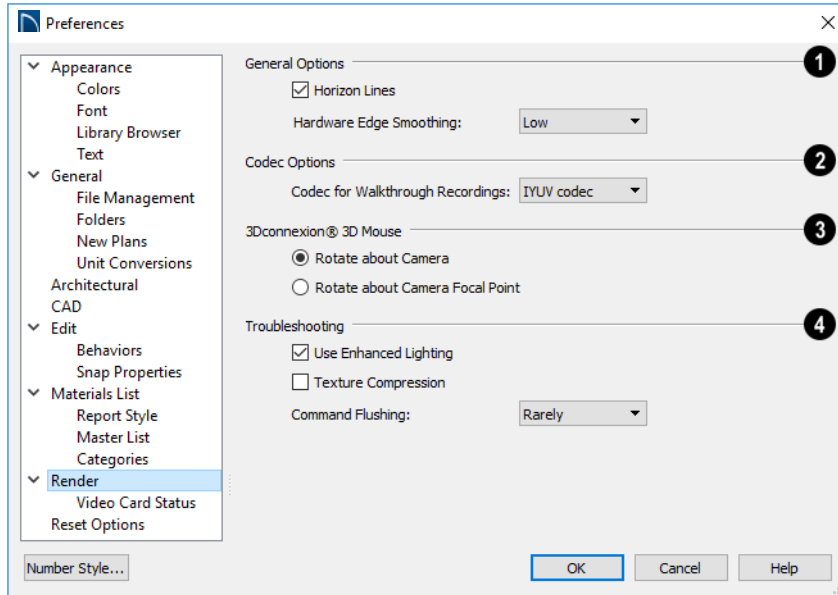 Preferences
Appearance
Colors
Font
Library Browser
Text
General
File Management
Folders
New Plans
Unit Conversions
Architectural
CAD
Edit
Behaviors
Snap Properties
Materials List
Report Style
Master List
Categories
Render
Video Card Status
Reset Options
General Options 1
Horizon Lines
Hardware Edge Smoothing: Low
Codec Options 2
Codec for Walkthrough Recordings: IYUV codec
3Dconnexion® 3D Mouse 3
Rotate about Camera
Rotate about Camera Focal Point
Troubleshooting 4
Use Enhanced Lighting
Texture Compression
Command Flushing: Rarely
Number Style... OK Cancel Help